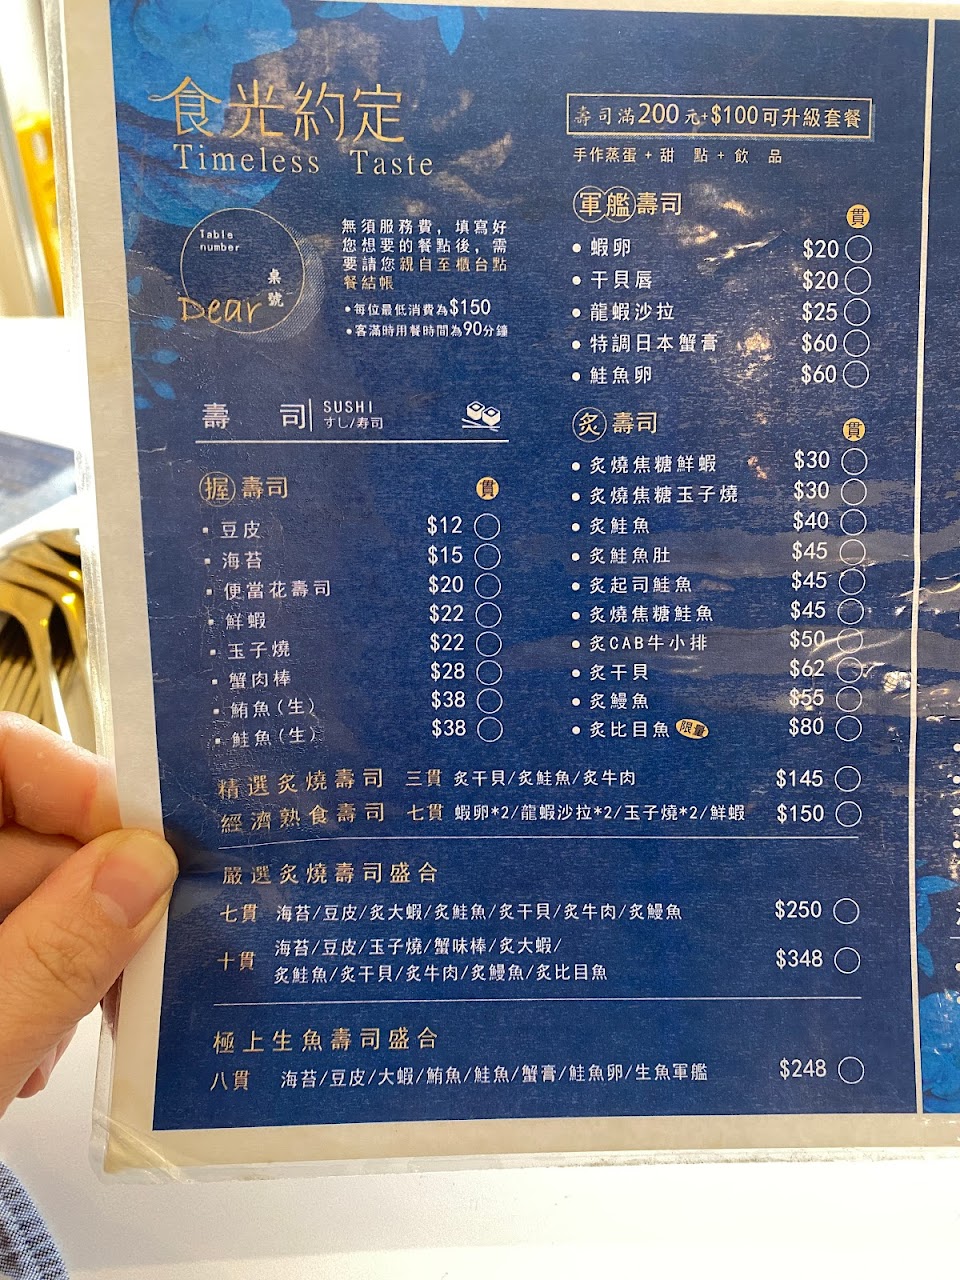 食光約定
Timeless Taste
Table
number
桌號
Dear
無須服務費，填寫好
您想要的餐點後，需
要請您親自至櫃台點
餐結帳
•每位最低消費為$150
•客滿時用餐時間為90分鐘
壽司滿200元+$100可升級套餐
手作蒸蛋+甜點+飲品
壽司 SUSHI
すし/寿司
握壽司 貫
豆皮 $12
海苔 $15
便當花壽司 $20
鮮蝦 $22
玉子燒 $22
蟹肉棒 $28
鮪魚(生) $38
鮭魚(生) $38
軍艦壽司 貫
蝦卵 $20
干貝唇 $20
龍蝦沙拉 $25
特調日本蟹膏 $60
鮭魚卵 $60
炙壽司 貫
炙燒焦糖鮮蝦 $30
炙燒焦糖玉子燒 $30
炙鮭魚 $40
炙鮭魚肚 $45
炙起司鮭魚 $45
炙燒焦糖鮭魚 $45
炙CAB牛小排 $50
炙干貝 $62
炙鰻魚 $55
炙比目魚 限量 $80
精選炙燒壽司 三貫 炙干貝/炙鮭魚/炙牛肉 $145
經濟熟食壽司 七貫 蝦卵*2/龍蝦沙拉*2/玉子燒*2/鮮蝦 $150
嚴選炙燒壽司盛合
七貫 海苔/豆皮/炙大蝦/炙鮭魚/炙干貝/炙牛肉/炙鰻魚 $250
十貫 海苔/豆皮/玉子燒/蟹味棒/炙大蝦/
炙鮭魚/炙干貝/炙牛肉/炙鰻魚/炙比目魚 $348
極上生魚壽司盛合
八貫 海苔/豆皮/大蝦/鮪魚/鮭魚/蟹膏/鮭魚卵/生魚軍艦 $248